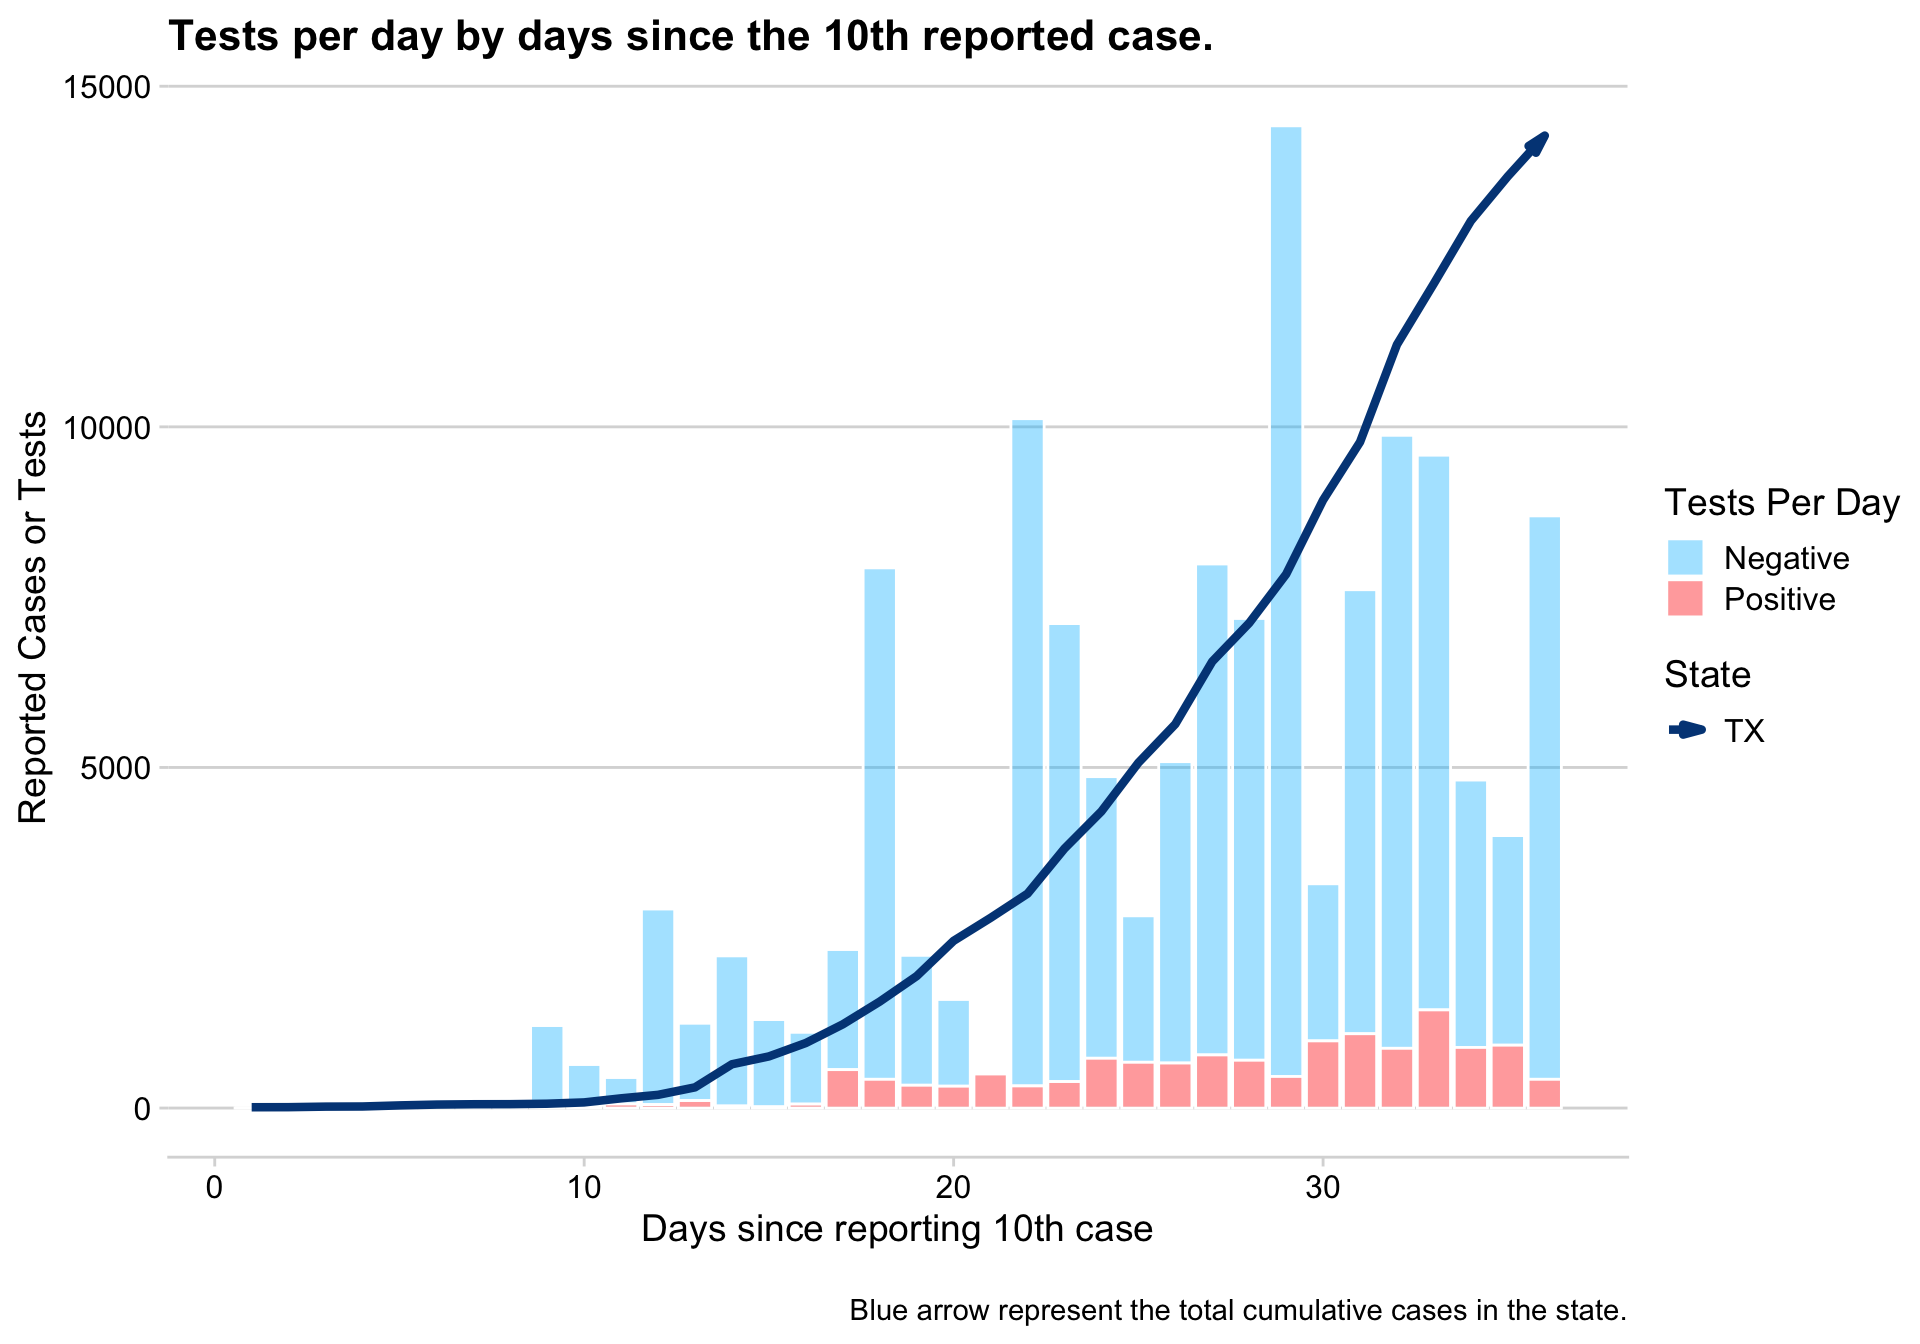 Tests per day by days since the 10th reported case.
15000
10000
5000
0
Reported Cases or Tests
0 10 20 30
Days since reporting 10th case
Tests Per Day
Negative
Positive
State
TX
Blue arrow represent the total cumulative cases in the state.